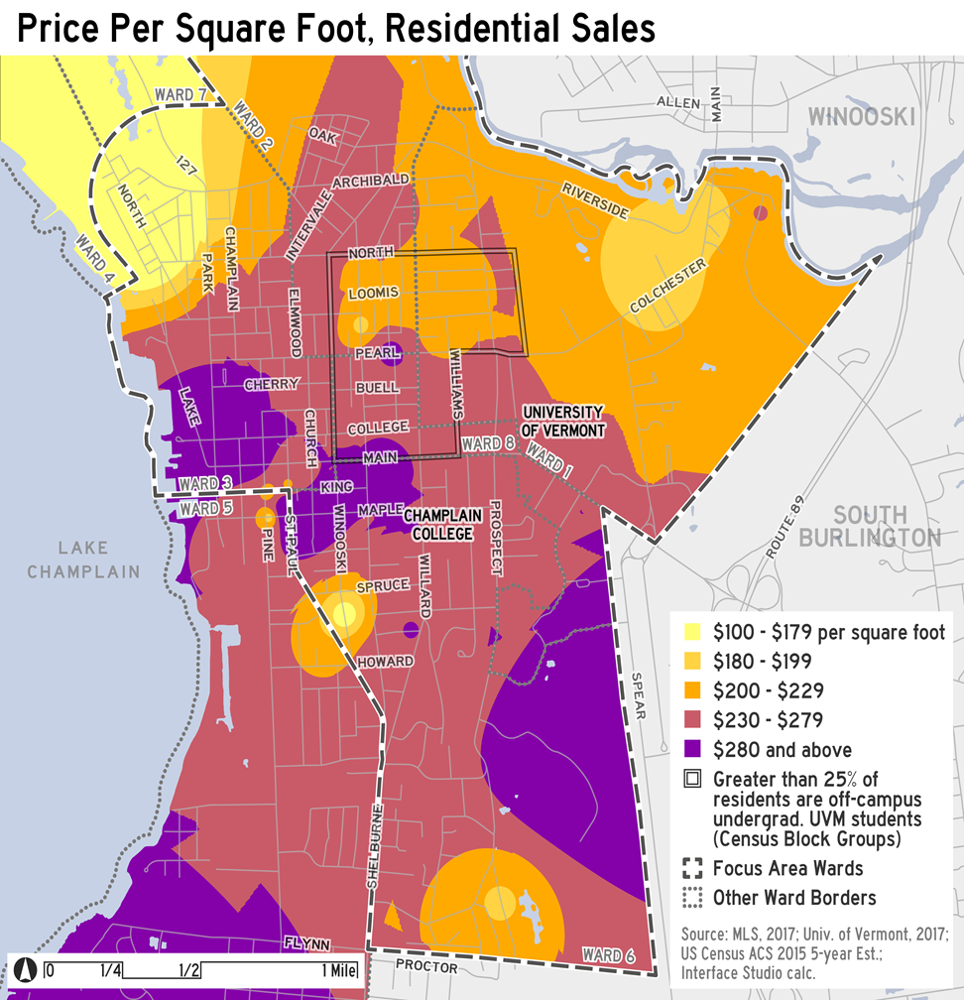 Price Per Square Foot, Residential Sales
WARD 7
WARD 2
ALLEN
MAIN
WINOOSKI
OAK
127
NORTH
ARCHIBALD
RIVERSIDE
INTERVALE
WARD 4
PARK
CHAMPLAIN
NORTH
COLCHESTER
LOOMIS
ELMWOOD
PEARL
WILLIAMS
CHERRY
BUELL
LAKE
CHURCH
UNIVERSITY
OF VERMONT
COLLEGE
WARD 8
WARD 1
MAIN
WARD 3
KING
WARD 5
MAPLE
WINOOSKI
CHAMPLAIN
COLLEGE
PROSPECT
ROUTE 89
SOUTH
BURLINGTON
LAKE
CHAMPLAIN
PINE
ST PAUL
SPRUCE
WILLARD
HOWARD
SPEAR
SHELBURNE
FLYNN
WARD 6
PROCTOR
0 1/4 1/2 1 Mile
$100 - $179 per square foot
$180 - $199
$200 - $229
$230 - $279
$280 and above
Greater than 25% of
residents are off-campus
undergrad. UVM students
(Census Block Groups)
Focus Area Wards
Other Ward Borders
Source: MLS, 2017; Univ. of Vermont, 2017;
US Census ACS 2015 5-year Est.;
Interface Studio calc.